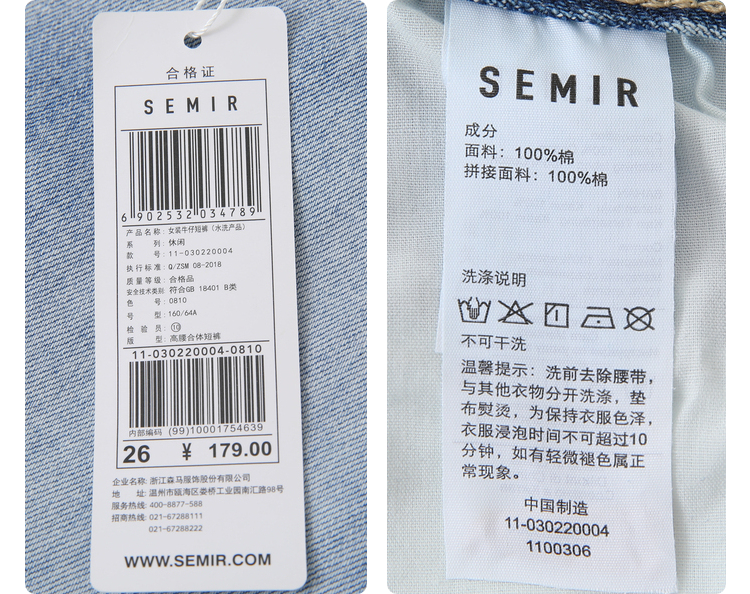 合格证
SEMIR
6 902532 034789
产品名称: 女装牛仔短裤 (水洗产品)
系 列: 休闲
款 号: 11-030220004
执行标准: Q/ZSM 08-2018
质量等级: 合格品
安全技术类别: 符合GB 18401 B类
色 号: 0810
号 型: 160/64A
检 验 员: ⑩
版 型: 高腰合体短裤
11-030220004-0810
内部编码 (99)10001754639
26 ¥ 179.00
企业名称: 浙江森马服饰股份有限公司
地 址: 温州市瓯海区娄桥工业园南汇路98号
服务热线: 400-8877-588
招商热线: 021-67288111
021-67288222
WWW.SEMIR.COM
SEMIR
成分
面料: 100%棉
拼接面料: 100%棉
洗涤说明
不可干洗
温馨提示: 洗前去除腰带,
与其他衣物分开洗涤, 垫
布熨烫, 为保持衣服色泽,
衣服浸泡时间不可超过10
分钟, 如有轻微褪色属正
常现象。
中国制造
11-030220004
1100306